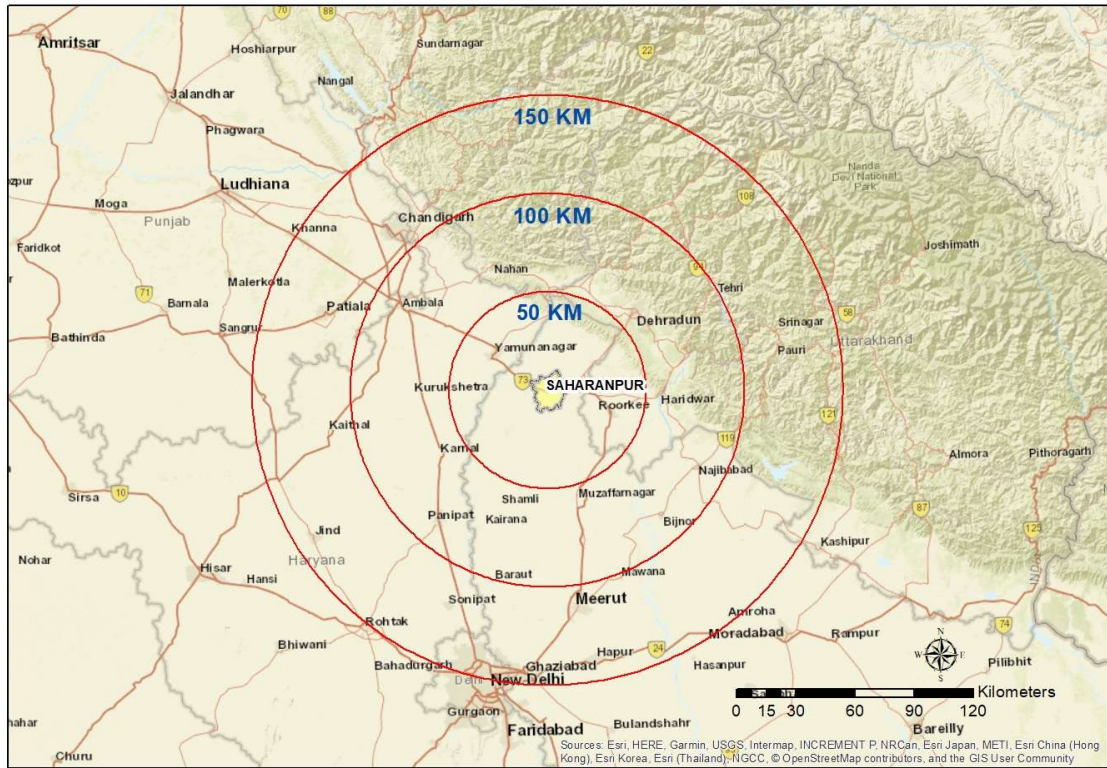 70
88
Amritsar
Hoshiarpur
Sundarnagar
22
Nangal
Jalandhar
150 KM
Phagwara
Nanda
Devi National
Park
Ludhiana
108
Moga
Punjab
Chandigarh
100 KM
Khanna
Faridkot
Joshimath
Nahan
Malerkotla
71
Barnala
Patiala
Ambala
Tehri
50 KM
Dehradun
Srinagar
58
Sangrur
Bathinda
Yamunanagar
Pauri
Uttarakhand
73
SAHARANPUR
Kurukshetra
Roorkee
Haridwar
121
Kaithal
119
Karnal
Almora
Pithoragarh
Najibabad
Sirsa
10
Shamli
Muzaffarnagar
87
Panipat
Kairana
Bijnor
125
Jind
Kashipur
Haryana
Nohar
Hisar
Hansi
Baraut
Mawana
Sonipat
Meerut
Amroha
Rohtak
Moradabad
Rampur
74
Bhiwani
Hapur
24
N
W E
S
Bahadurgarh
Ghaziabad
Hasanpur
Pilibhit
Delhi
New Delhi
Gurgaon
Kilometers
0 15 30 60 90 120
Faridabad
Bulandshahr
Bareilly
Churu
Sources: Esri, HERE, Garmin, USGS, Intermap, INCREMENT P, NRCan, Esri Japan, METI, Esri China (Hong
Kong), Esri Korea, Esri (Thailand), NGCC, © OpenStreetMap contributors, and the GIS User Community